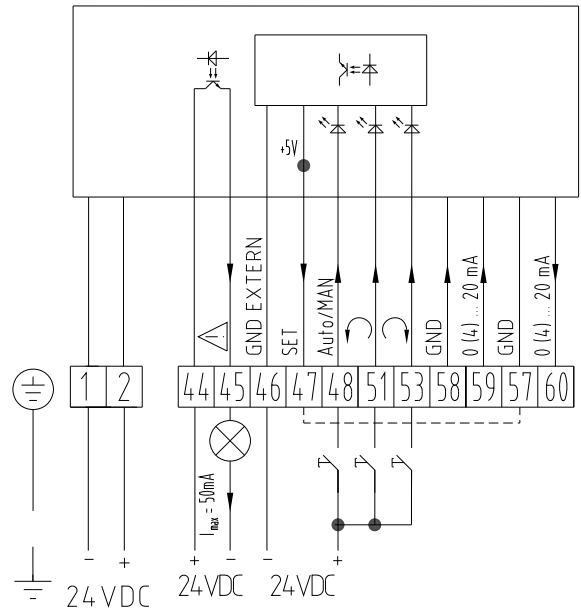 +5V
GND EXTERN
SET
Auto/MAN
GND
0 (4) ... 20 mA
GND
0 (4) ... 20 mA
1 2 44 45 46 47 48 51 53 58 59 57 60
I max = 50mA
- + + - - +
24VDC 24VDC 24VDC